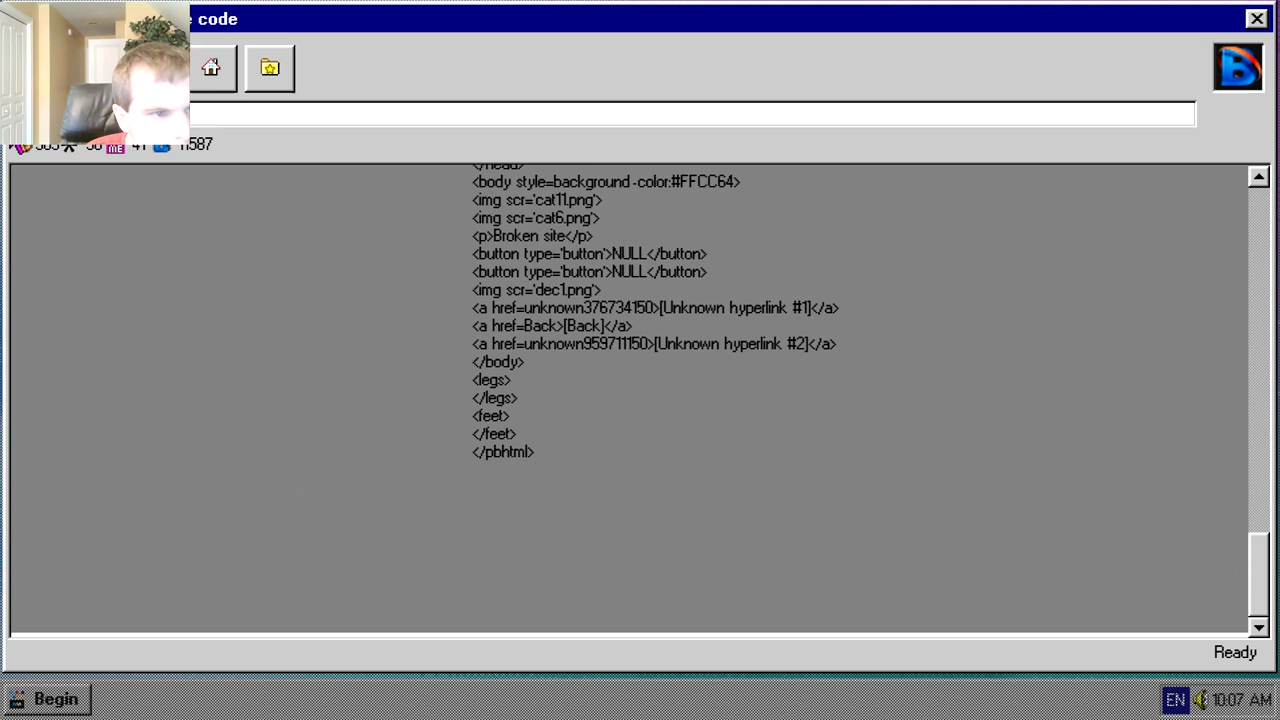 e code
11587
</head>
<body style=background-color:#FFCC64>
<img scr='cat11.png'>
<img scr='cat6.png'>
<p>Broken site</p>
<button type='button'>NULL</button>
<button type='button'>NULL</button>
<img scr='dec1.png'>
<a href=unknown376734150>[Unknown hyperlink #1]</a>
<a href=Back>[Back]</a>
<a href=unknown959711150>[Unknown hyperlink #2]</a>
</body>
<legs>
</legs>
<feet>
</feet>
</pbhtml>
Ready
Begin
EN 10:07 AM